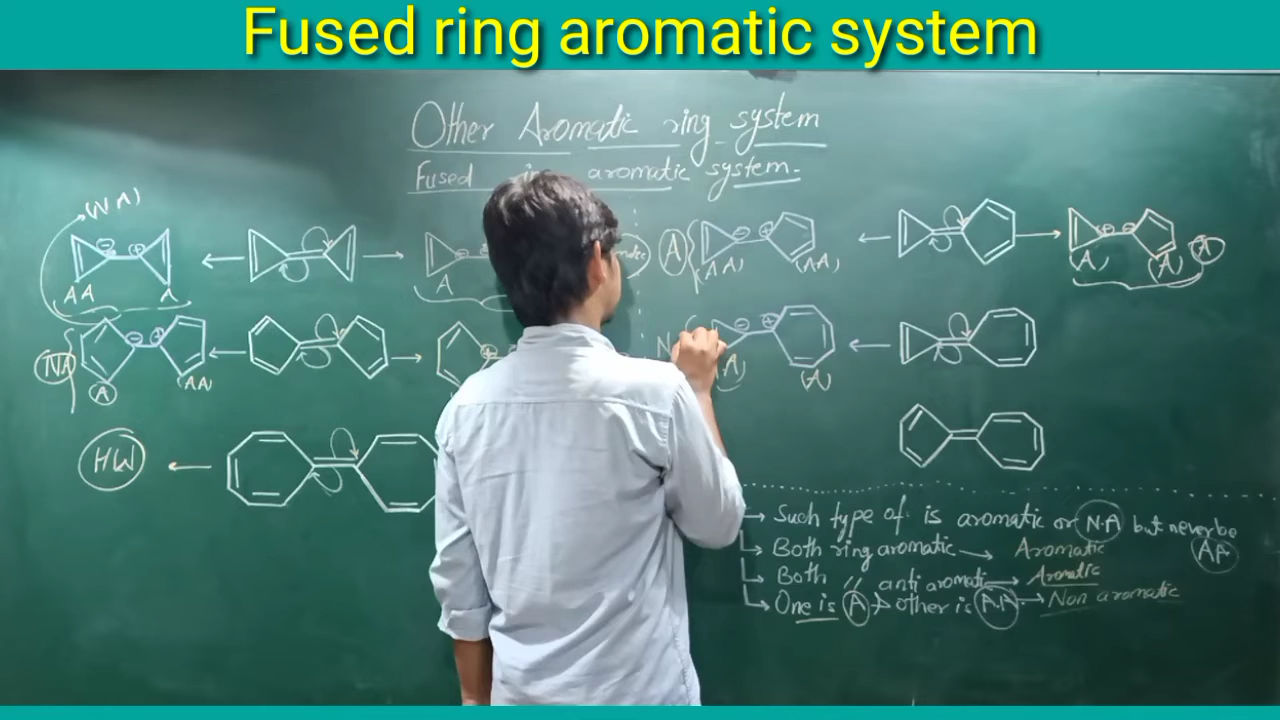 Fused ring aromatic system
Other Aromatic ring system
Fused aromatic system.
(NA)
AA
A
A
(A)
(AA)
(AA)
(A)
(A)
(A)
(NA)
(A)
(AA)
N
A)
(A)
(HW)
→ Such type of is aromatic or (N.A) but never be
(AA)
→ Both ring aromatic → Aromatic
→ Both 〃 anti aromati → Aromatic
→ One is (A) + other is (A.A) → Non aromatic